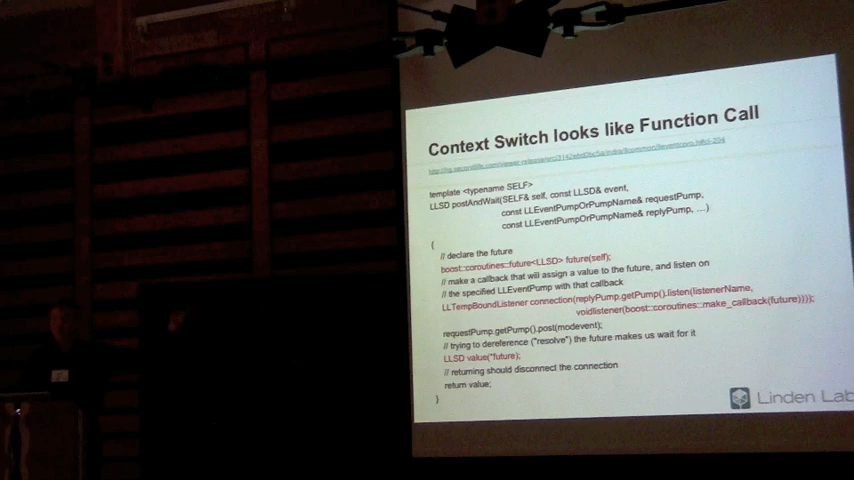 Context Switch looks like Function Call
template <typename SELF>
LLSD postAndWait(SELF& self, const LLSD& event,
const LLEventPumpOrPumpName& requestPump,
const LLEventPumpOrPumpName& replyPump, ...)
{
// declare the future
boost::coroutines::future<LLSD> future(self);
// make a callback that will assign a value to the future, and listen on
// the specified LLEventPump with that callback
LLTempBoundListener connection(replyPump.getPump().listen(listenerName,
voidlistener(boost::coroutines::make_callback(future))));
requestPump.getPump().post(modevent);
// trying to dereference ("resolve") the future makes us wait for it
LLSD value(*future);
// returning should disconnect the connection
return value;
}
Linden Lab